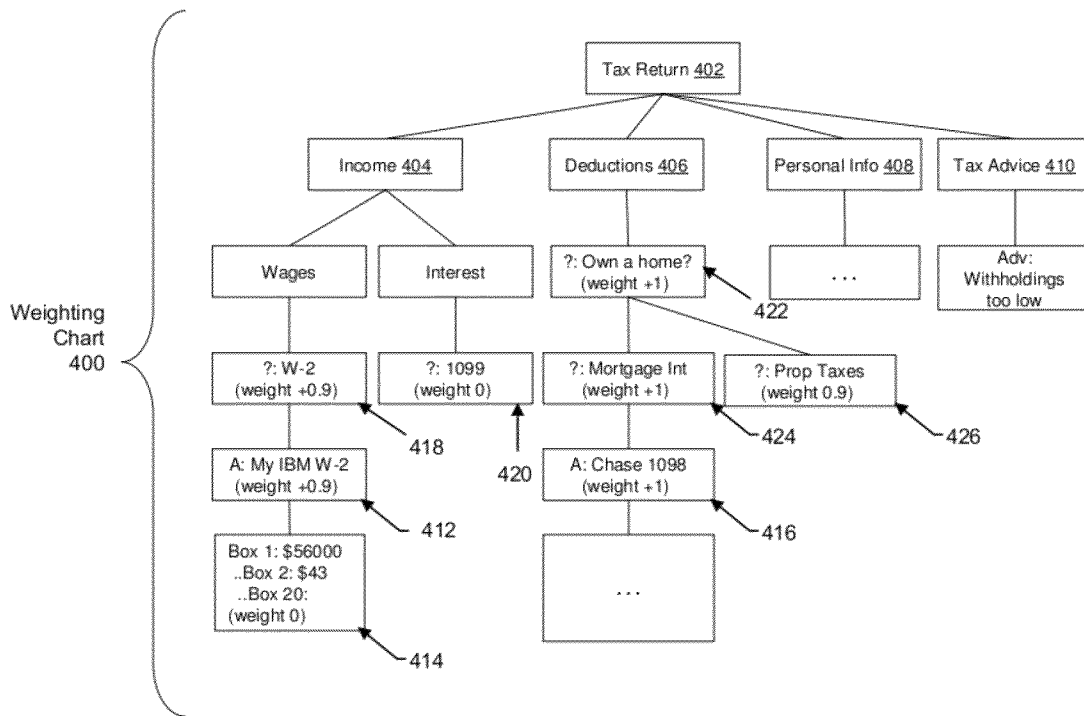 Tax Return 402
Income 404
Deductions 406
Personal Info 408
Tax Advice 410
Wages
Interest
?: Own a home?
(weight +1)
. . .
Adv:
Withholdings
too low
422
Weighting
Chart
400
?: W-2
(weight +0.9)
?: 1099
(weight 0)
?: Mortgage Int
(weight +1)
?: Prop Taxes
(weight 0.9)
418
420
424
426
A: My IBM W-2
(weight +0.9)
A: Chase 1098
(weight +1)
412
416
Box 1: $56000
..Box 2: $43
..Box 20:
(weight 0)
. . .
414